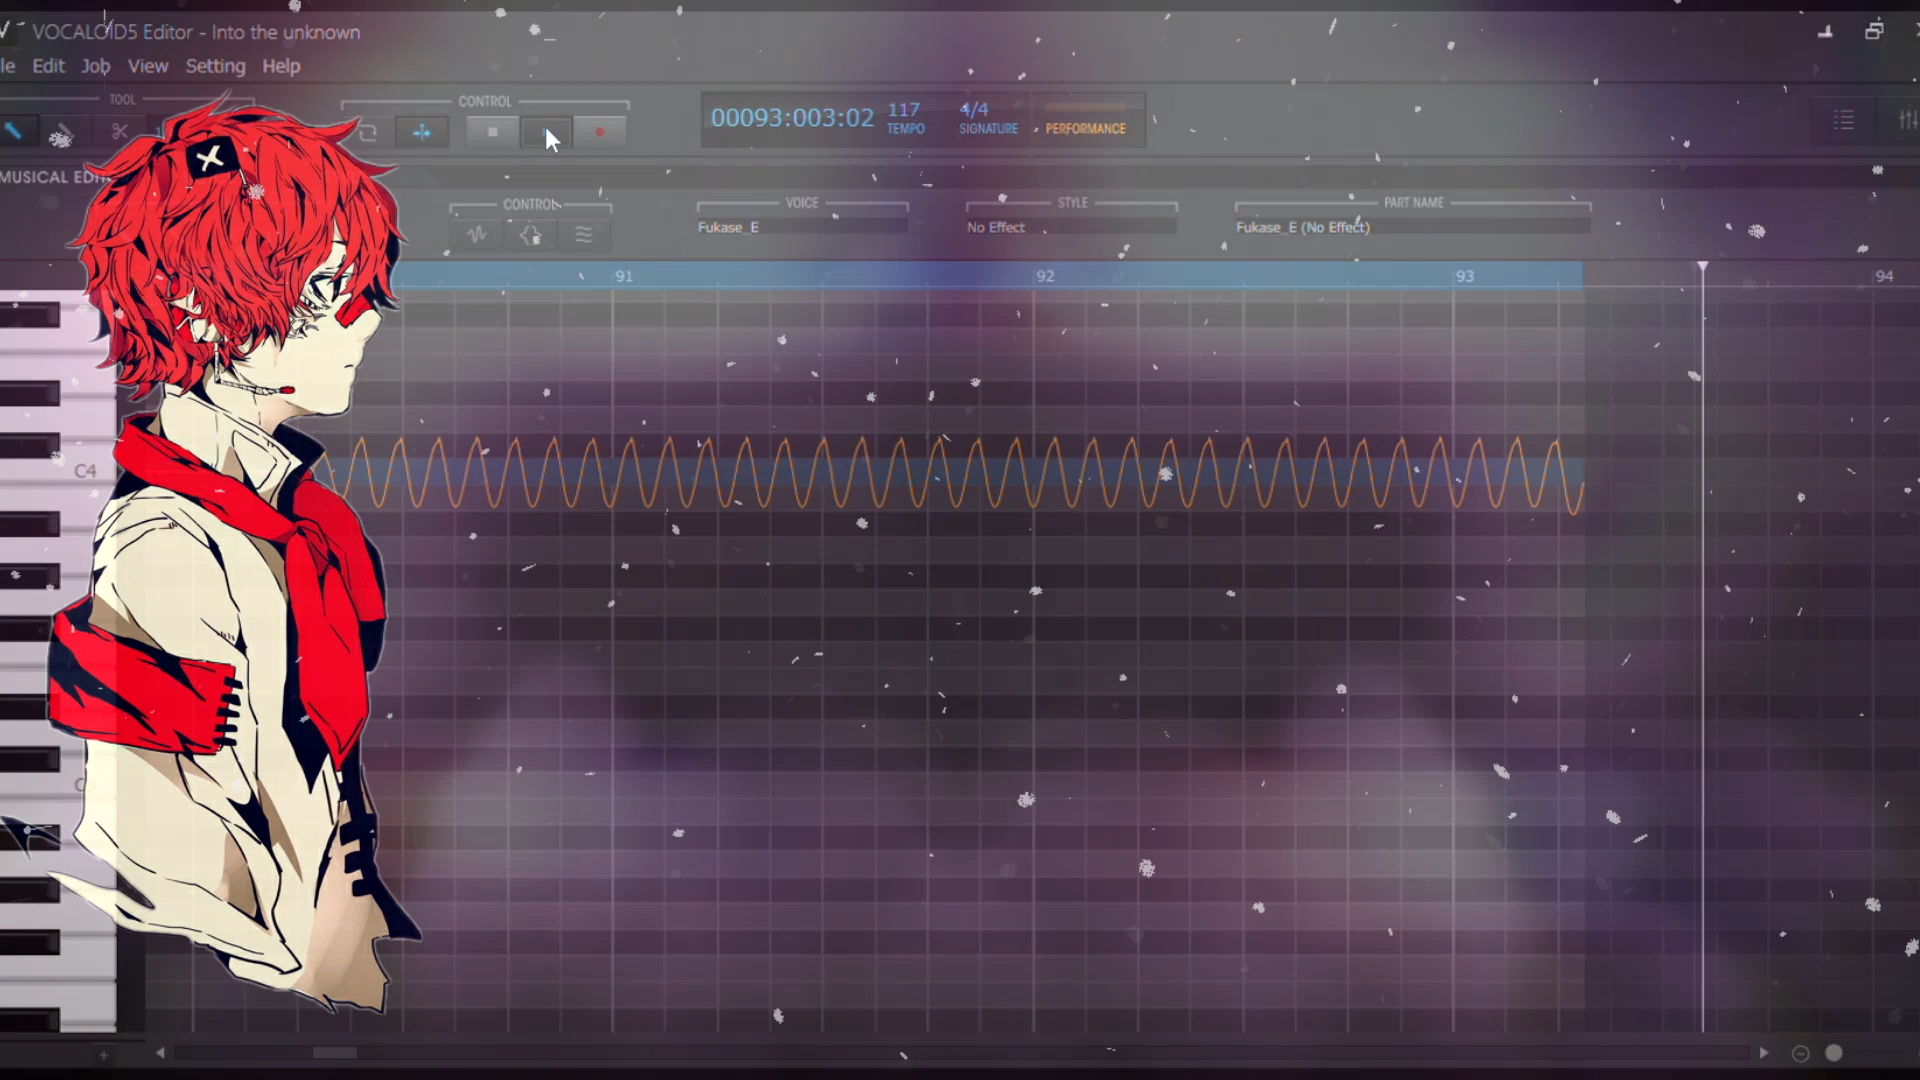 VOCALOID5 Editor - Into the unknown
le Edit Job View Setting Help
TOOL CONTROL
00093:003:02 117 4/4
TEMPO SIGNATURE PERFORMANCE
MUSICAL EDI
CONTROL VOICE STYLE PART NAME
Fukase_E No Effect Fukase_E (No Effect)
91 92 93 94
C4